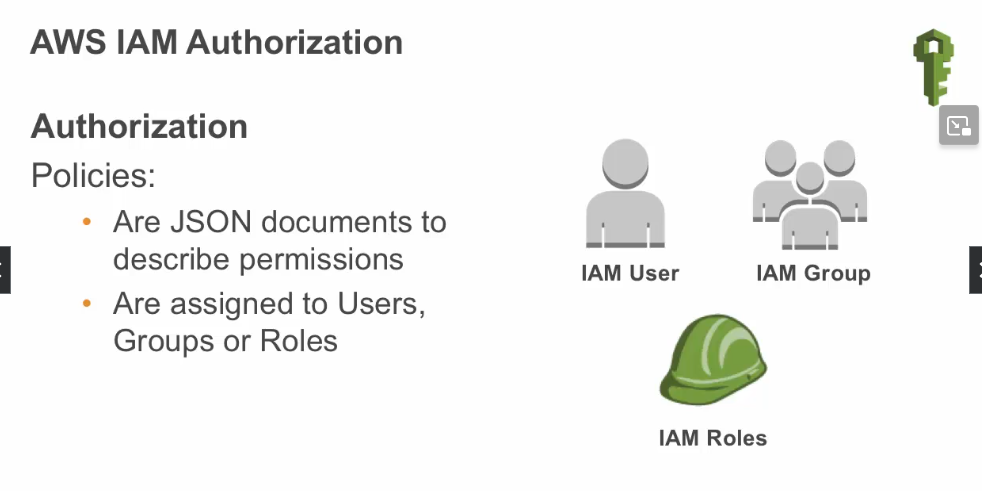 AWS IAM Authorization
Authorization
Policies:
• Are JSON documents to
describe permissions
• Are assigned to Users,
Groups or Roles
IAM User
IAM Group
IAM Roles